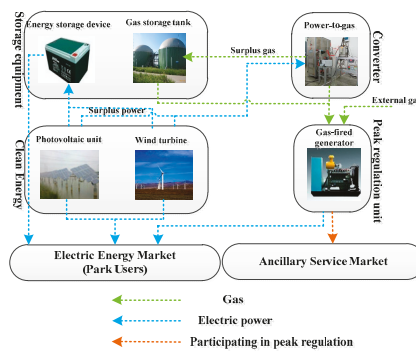 Energy storage device
Gas storage tank
Power-to-gas
Storage equipment
Surplus gas
Converter
Surplus power
External gas
Photovoltaic unit
Wind turbine
Gas-fired
generator
Clean Energy
Peak regulation unit
Electric Energy Market
(Park Users)
Ancillary Service Market
Gas
Electric power
Participating in peak regulation